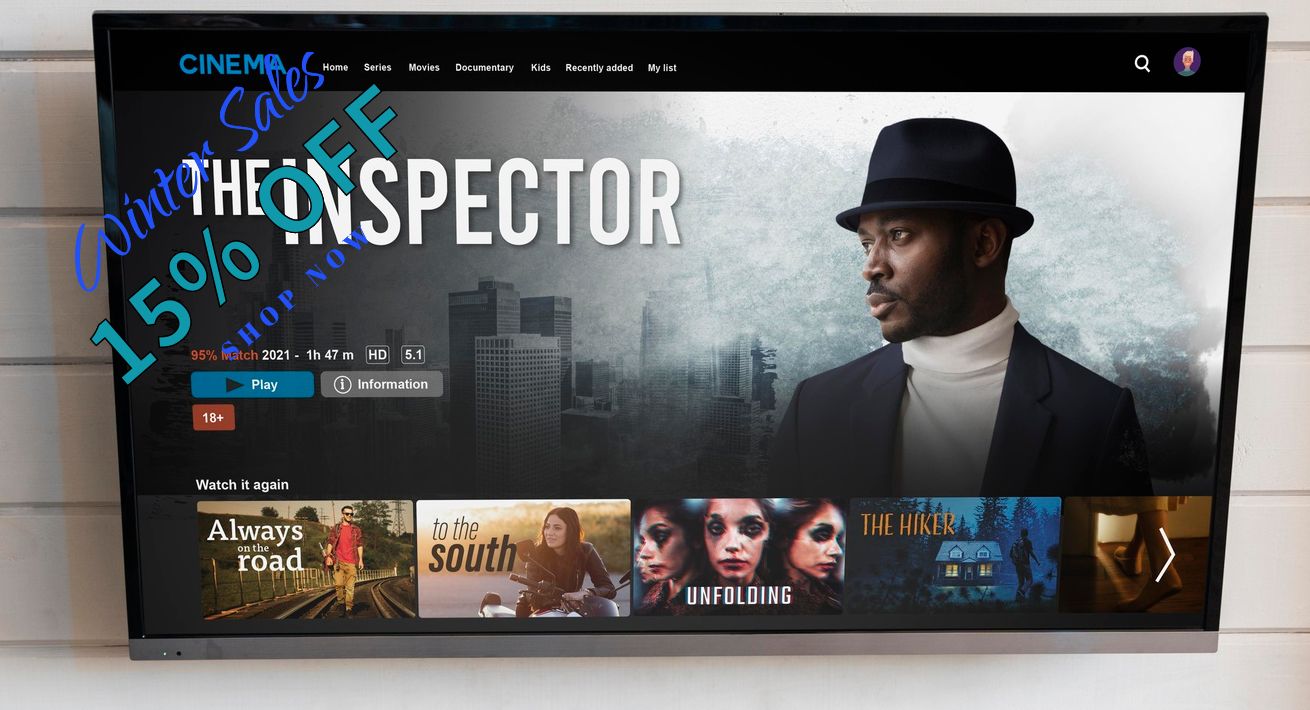 CINEMA
Home Series Movies Documentary Kids Recently added My list
Winter Sales
15% OFF
SHOP NOW
THE INSPECTOR
95% Match 2021 - 1h 47 m HD 5.1
Play
i Information
18+
Watch it again
Always
on the
road
to the
south
UNFOLDING
THE HIKER